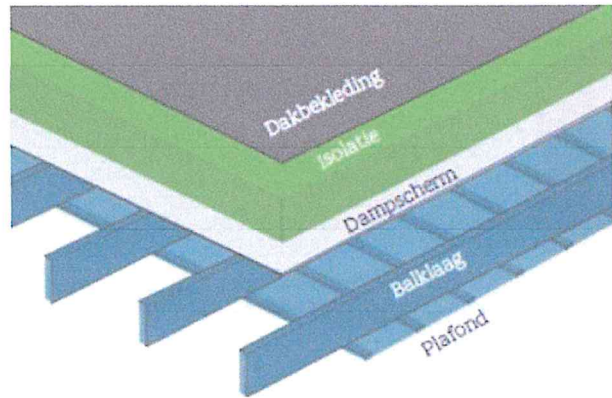 Dakbekleding
Isolatie
Dampscherm
Balklaag
Plafond